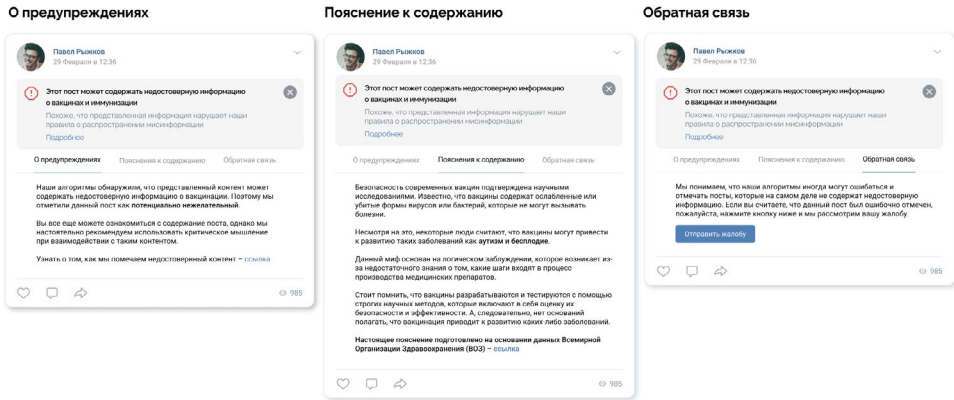 О предупреждениях
Павел Рыжков
29 Февраля в 12:36
Этот пост может содержать недостоверную информацию
о вакцинах и иммунизации
Похоже, что представленная информация нарушает наши
правила о распространении мисинформации
Подробнее
О предупреждениях Пояснения к содержанию Обратная связь
Наши алгоритмы обнаружили, что представленный контент может
содержать недостоверную информацию о вакцинации. Поэтому мы
отметили данный пост как потенциально нежелательный.
Вы все еще можете ознакомиться с содержание поста, однако мы
настоятельно рекомендуем использовать критическое мышление
при взаимодействии с таким контентом.
Узнать о том, как мы помечаем недостоверный контент – ссылка
985
Пояснение к содержанию
Павел Рыжков
29 Февраля в 12:36
Этот пост может содержать недостоверную информацию
о вакцинах и иммунизации
Похоже, что представленная информация нарушает наши
правила о распространении мисинформации
Подробнее
О предупреждениях Пояснения к содержанию Обратная связь
Безопасность современных вакцин подтверждена научными
исследованиями. Известно, что вакцины содержат ослабленные или
убитые формы вирусов или бактерий, которые не могут вызывать
болезни.
Несмотря на это, некоторые люди считают, что вакцины могут привести
к развитию таких заболеваний как аутизм и бесплодие.
Данный миф основан на логическом заблуждении, которое возникает из-
за недостаточного знания о том, какие шаги входят в процесс
производства медицинских препаратов.
Стоит помнить, что вакцины разрабатываются и тестируются с помощью
строгих научных методов, которые включают в себя оценку их
безопасности и эффективности. А, следовательно, нет оснований
полагать, что вакцинация приводит к развитию каких либо заболеваний.
Настоящее пояснение подготовлено на основании данных Всемирной
Организации Здравоохранения (ВОЗ) – ссылка
985
Обратная связь
Павел Рыжков
29 Февраля в 12:36
Этот пост может содержать недостоверную информацию
о вакцинах и иммунизации
Похоже, что представленная информация нарушает наши
правила о распространении мисинформации
Подробнее
О предупреждениях Пояснения к содержанию Обратная связь
Мы понимаем, что наши алгоритмы иногда могут ошибаться и
отмечать посты, которые на самом деле не содержат недостоверную
информацию. Если вы считаете, что данный пост был ошибочно отмечен,
пожалуйста, нажмите кнопку ниже и мы рассмотрим вашу жалобу.
Отправить жалобу
985